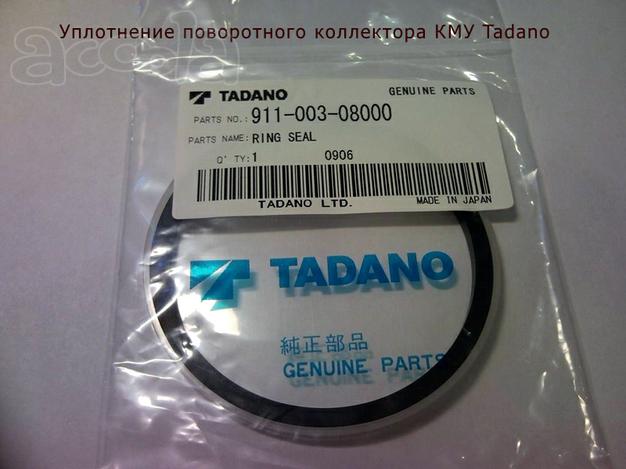 Уплотнение поворотного коллектора КМУ Tadano
acoola
TADANO GENUINE PARTS
PARTS NO.: 911-003-08000
PARTS NAME: RING SEAL
Q'TY: 1 0906
TADANO LTD. MADE IN JAPAN
TADANO
純正部品
GENUINE PARTS